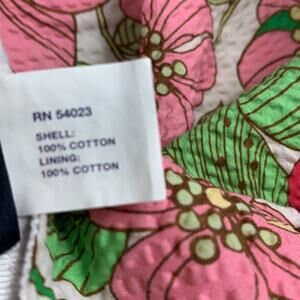 RN 54023
SHELL:
100% COTTON
LINING:
100% COTTON